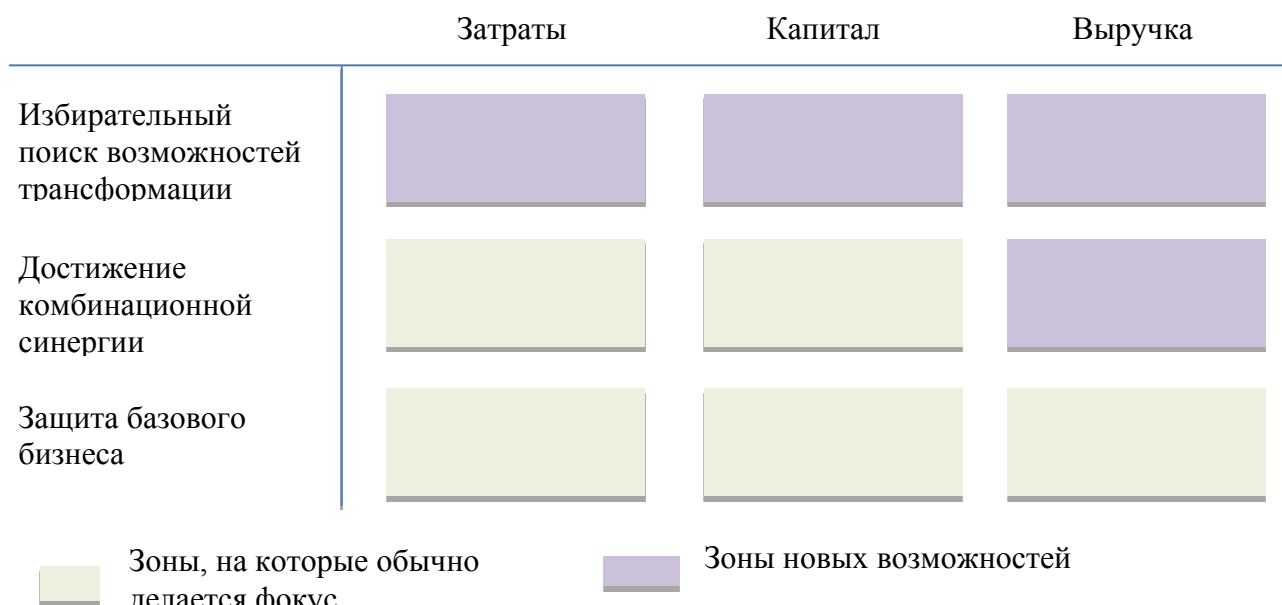 Затраты Капитал Выручка
Избирательный
поиск возможностей
трансформации
Достижение
комбинационной
синергии
Защита базового
бизнеса
Зоны, на которые обычно
делается фокус
Зоны новых возможностей